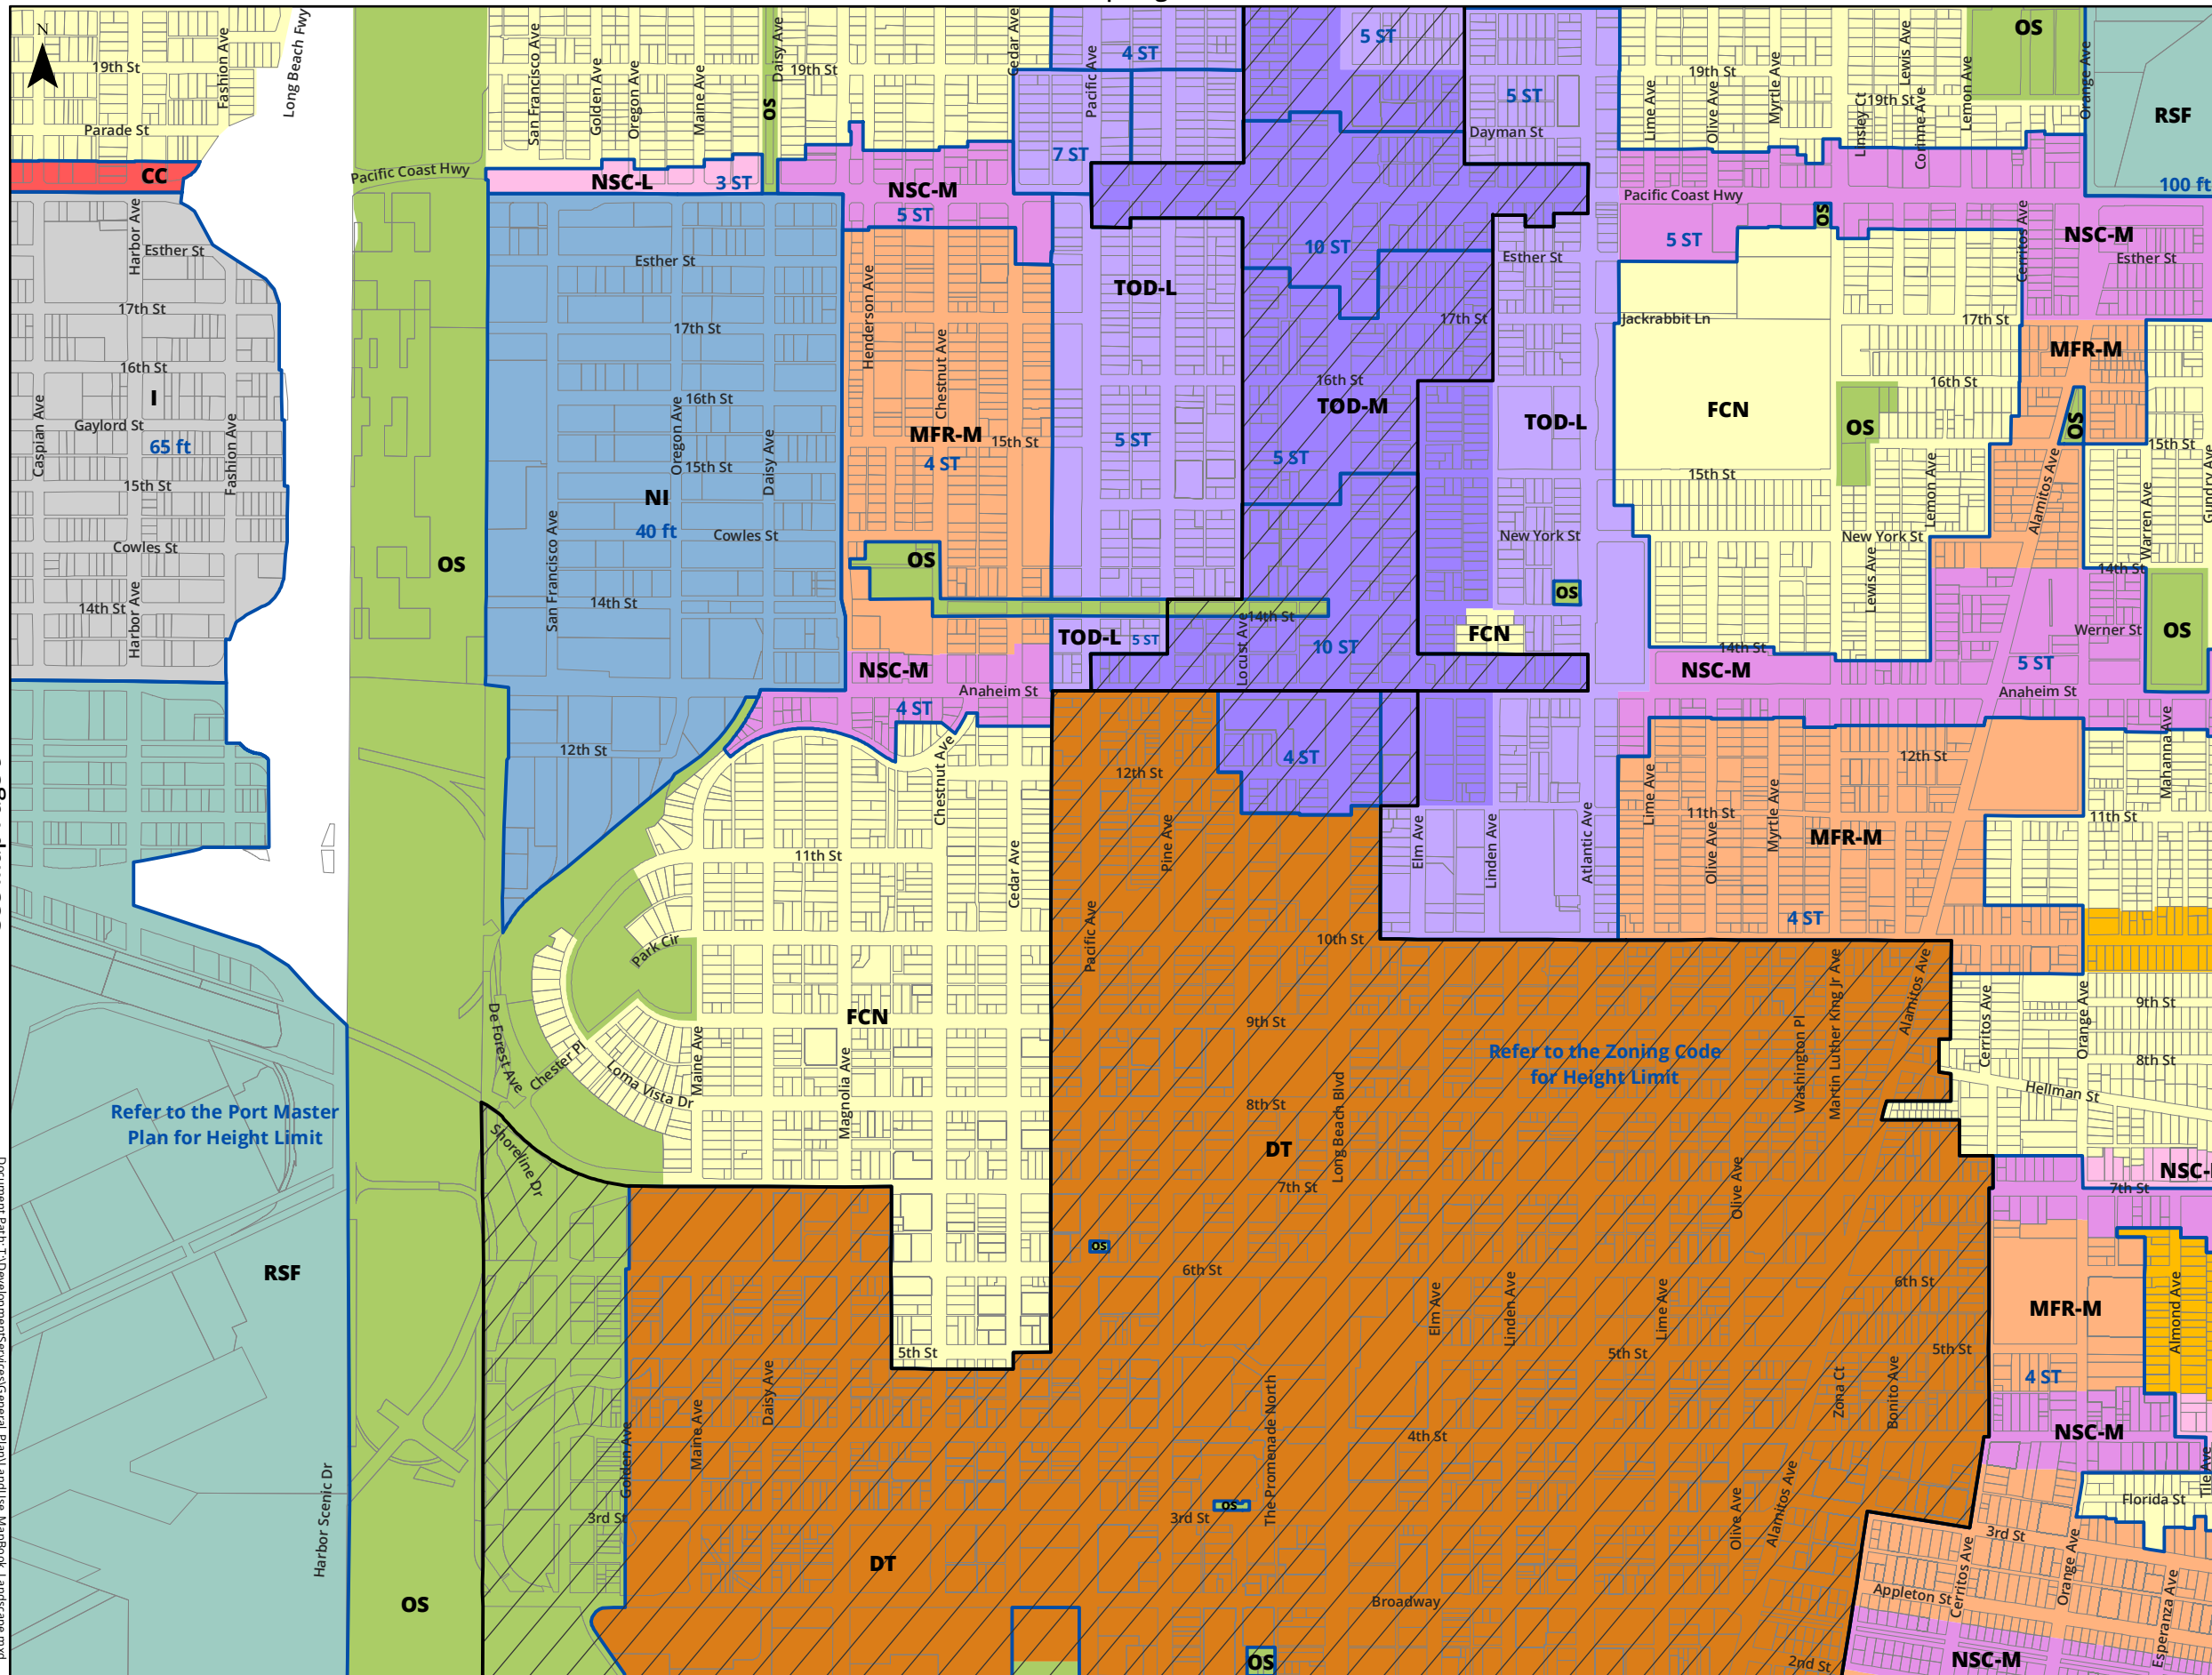 N
19th St
Fashion Ave
Long Beach Fwy
Parade St
CC
Pacific Coast Hwy
San Francisco Ave
Golden Ave
Oregon Ave
Maine Ave
Daisy Ave
OS
19th St
Cedar Ave
Pacific Ave
4 ST
5 ST
5 ST
Dayman St
Lime Ave
19th St
Olive Ave
Myrtle Ave
Linsley Ct
19th St
Lewis Ave
Corinne Ave
Lemon Ave
OS
Orange Ave
RSF
100 ft
NSC-L
3 ST
NSC-M
5 ST
7 ST
Pacific Coast Hwy
OS
5 ST
NSC-M
Cerritos Ave
Esther St
Harbor Ave
Esther St
17th St
16th St
I
Gaylord St
65 ft
Caspian Ave
Fashion Ave
15th St
Cowles St
14th St
Harbor Ave
OS
Esther St
17th St
16th St
Oregon Ave
15th St
Daisy Ave
NI
40 ft
Cowles St
San Francisco Ave
14th St
12th St
Henderson Ave
Chestnut Ave
MFR-M
4 ST
15th St
OS
TOD-L
5 ST
10 ST
17th St
16th St
TOD-M
5 ST
14th St
Locust Ave
10 ST
TOD-L
5 ST
Esther St
TOD-L
New York St
OS
FCN
Jackrabbit Ln
FCN
15th St
17th St
16th St
OS
Lemon Ave
New York St
Lewis Ave
14th St
MFR-M
OS
15th St
Alamitos Ave
Warren Ave
Gundry Ave
14th St
Werner St
OS
5 ST
Anaheim St
NSC-M
NSC-M
Anaheim St
4 ST
Chestnut Ave
11th St
Cedar Ave
Park Cir
FCN
De Forest Ave
Chester Pl
Loma Vista Dr
Maine Ave
Magnolia Ave
Shoreline Dr
5th St
12th St
Pine Ave
4 ST
Pacific Ave
10th St
Elm Ave
Linden Ave
Atlantic Ave
Lime Ave
11th St
Olive Ave
Myrtle Ave
12th St
MFR-M
4 ST
Mahanna Ave
11th St
9th St
Refer to the Zoning Code
for Height Limit
Washington Pl
Martin Luther King Jr Ave
Alamitos Ave
Cerritos Ave
Orange Ave
9th St
8th St
Hellman St
8th St
Long Beach Blvd
DT
7th St
Olive Ave
7th St
OS
6th St
Elm Ave
Linden Ave
Lime Ave
5th St
6th St
5th St
Zona Ct
Bonito Ave
MFR-M
4 ST
Almond Ave
NSC-M
Florida St
Refer to the Port Master
Plan for Height Limit
RSF
Harbor Scenic Dr
OS
Golden Ave
3rd St
Maine Ave
Daisy Ave
DT
The Promenade North
OS
3rd St
4th St
Broadway
OS
Olive Ave
Alamitos Ave
2nd St
3rd St
Appleton St
Cerritos Ave
Orange Ave
Esperanza Ave
NSC-M